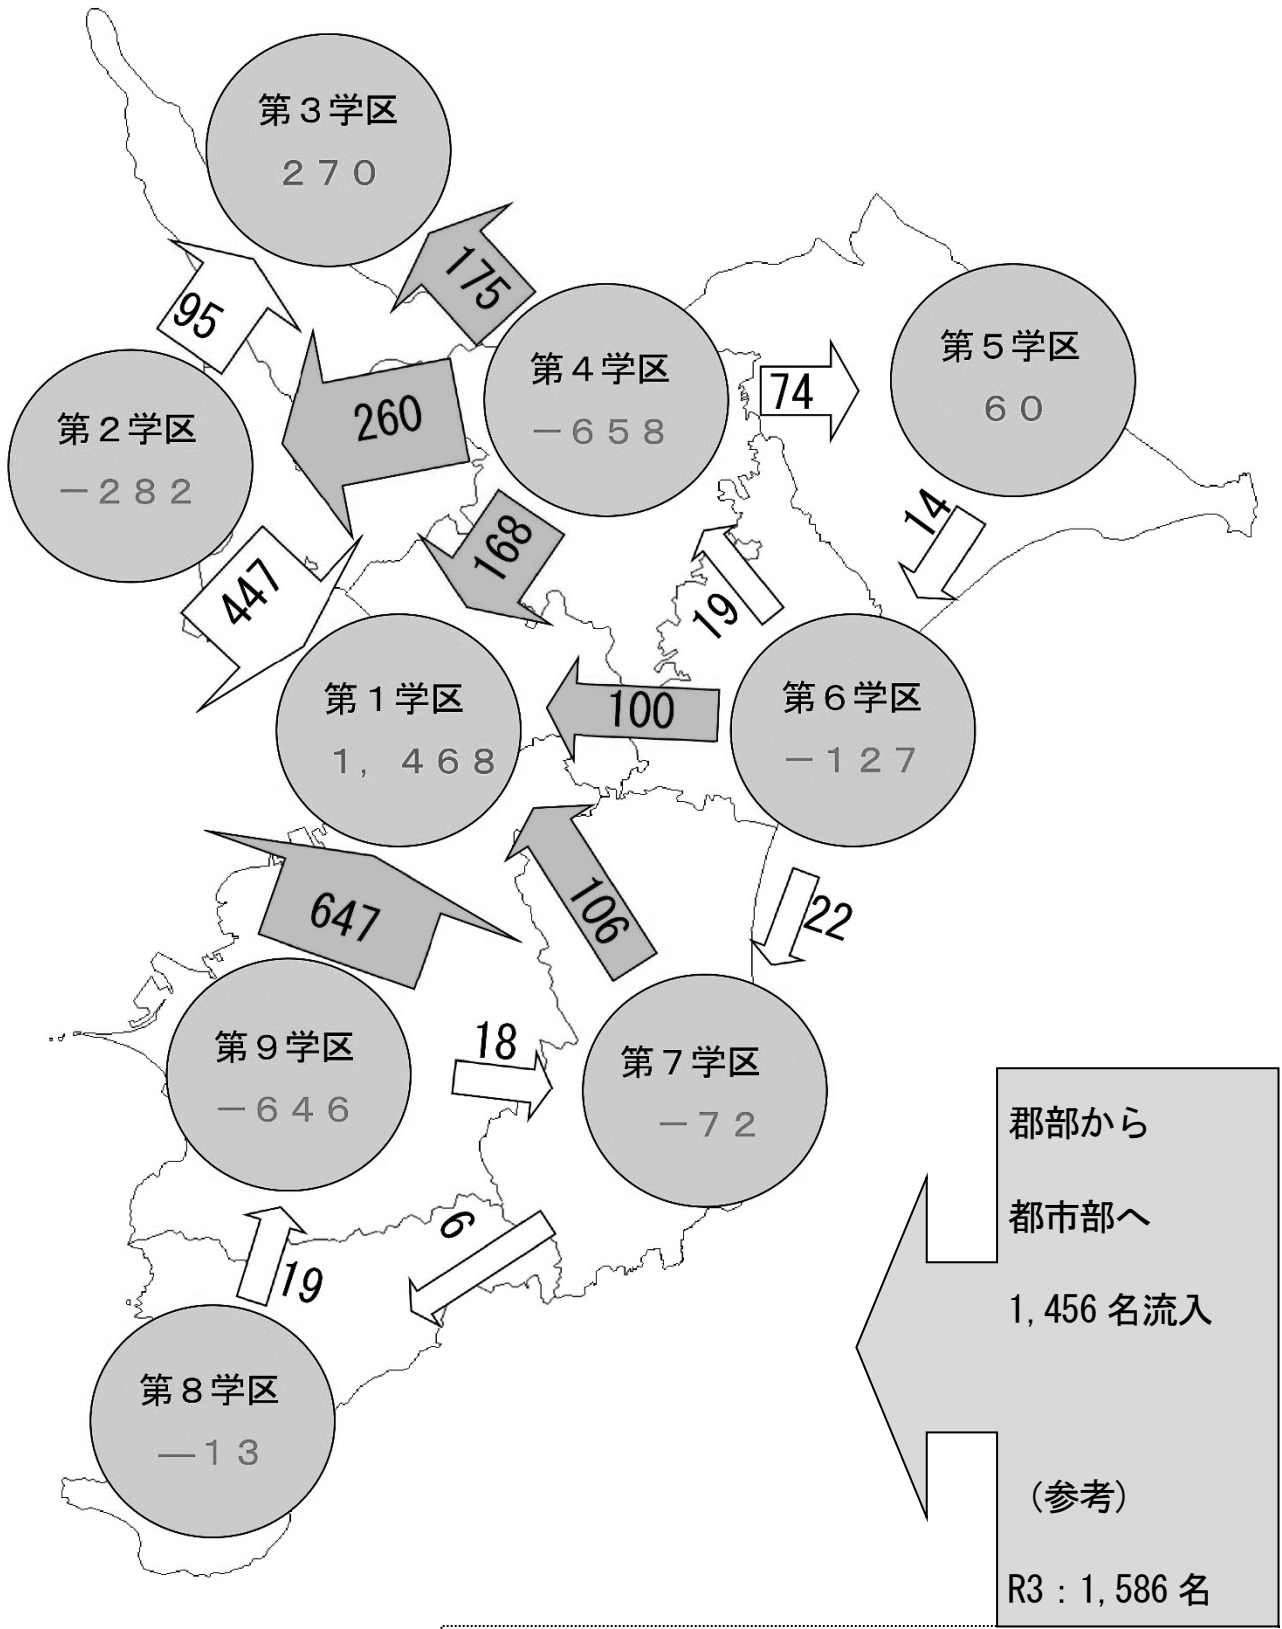 第３学区
２７０
175
95
第４学区
－６５８
第５学区
６０
74
260
第２学区
－２８２
14
168
447
19
第１学区
１，４６８
100
第６学区
－１２７
647
106
22
第９学区
－６４６
18
第７学区
－７２
6
19
第８学区
―１３
郡部から
都市部へ
1,456 名流入
（参考）
R3：1,586 名